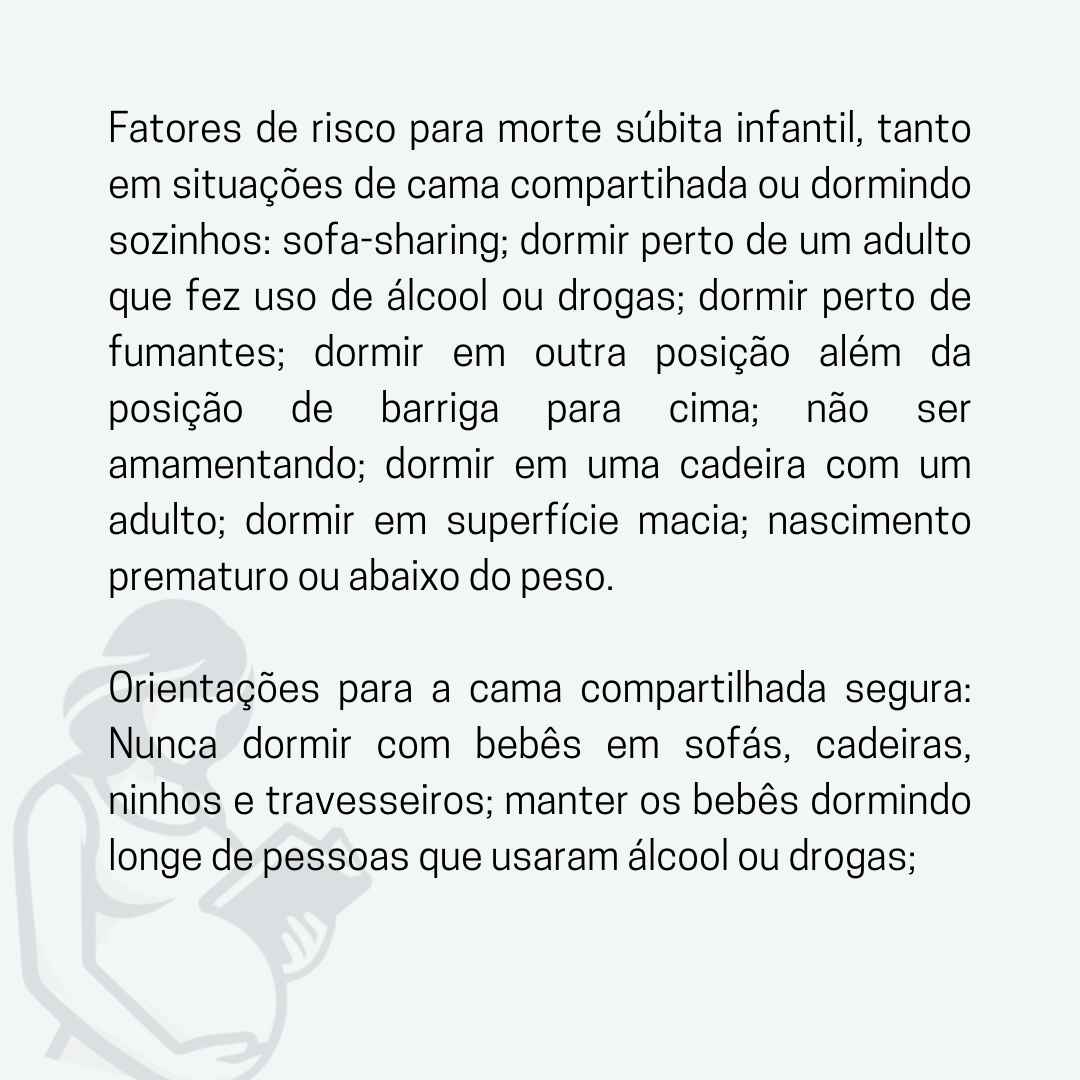 Fatores de risco para morte súbita infantil, tanto
em situações de cama compartihada ou dormindo
sozinhos: sofa-sharing; dormir perto de um adulto
que fez uso de álcool ou drogas; dormir perto de
fumantes; dormir em outra posição além da
posição de barriga para cima; não ser
amamentando; dormir em uma cadeira com um
adulto; dormir em superfície macia; nascimento
prematuro ou abaixo do peso.
Orientações para a cama compartilhada segura:
Nunca dormir com bebês em sofás, cadeiras,
ninhos e travesseiros; manter os bebês dormindo
longe de pessoas que usaram álcool ou drogas;